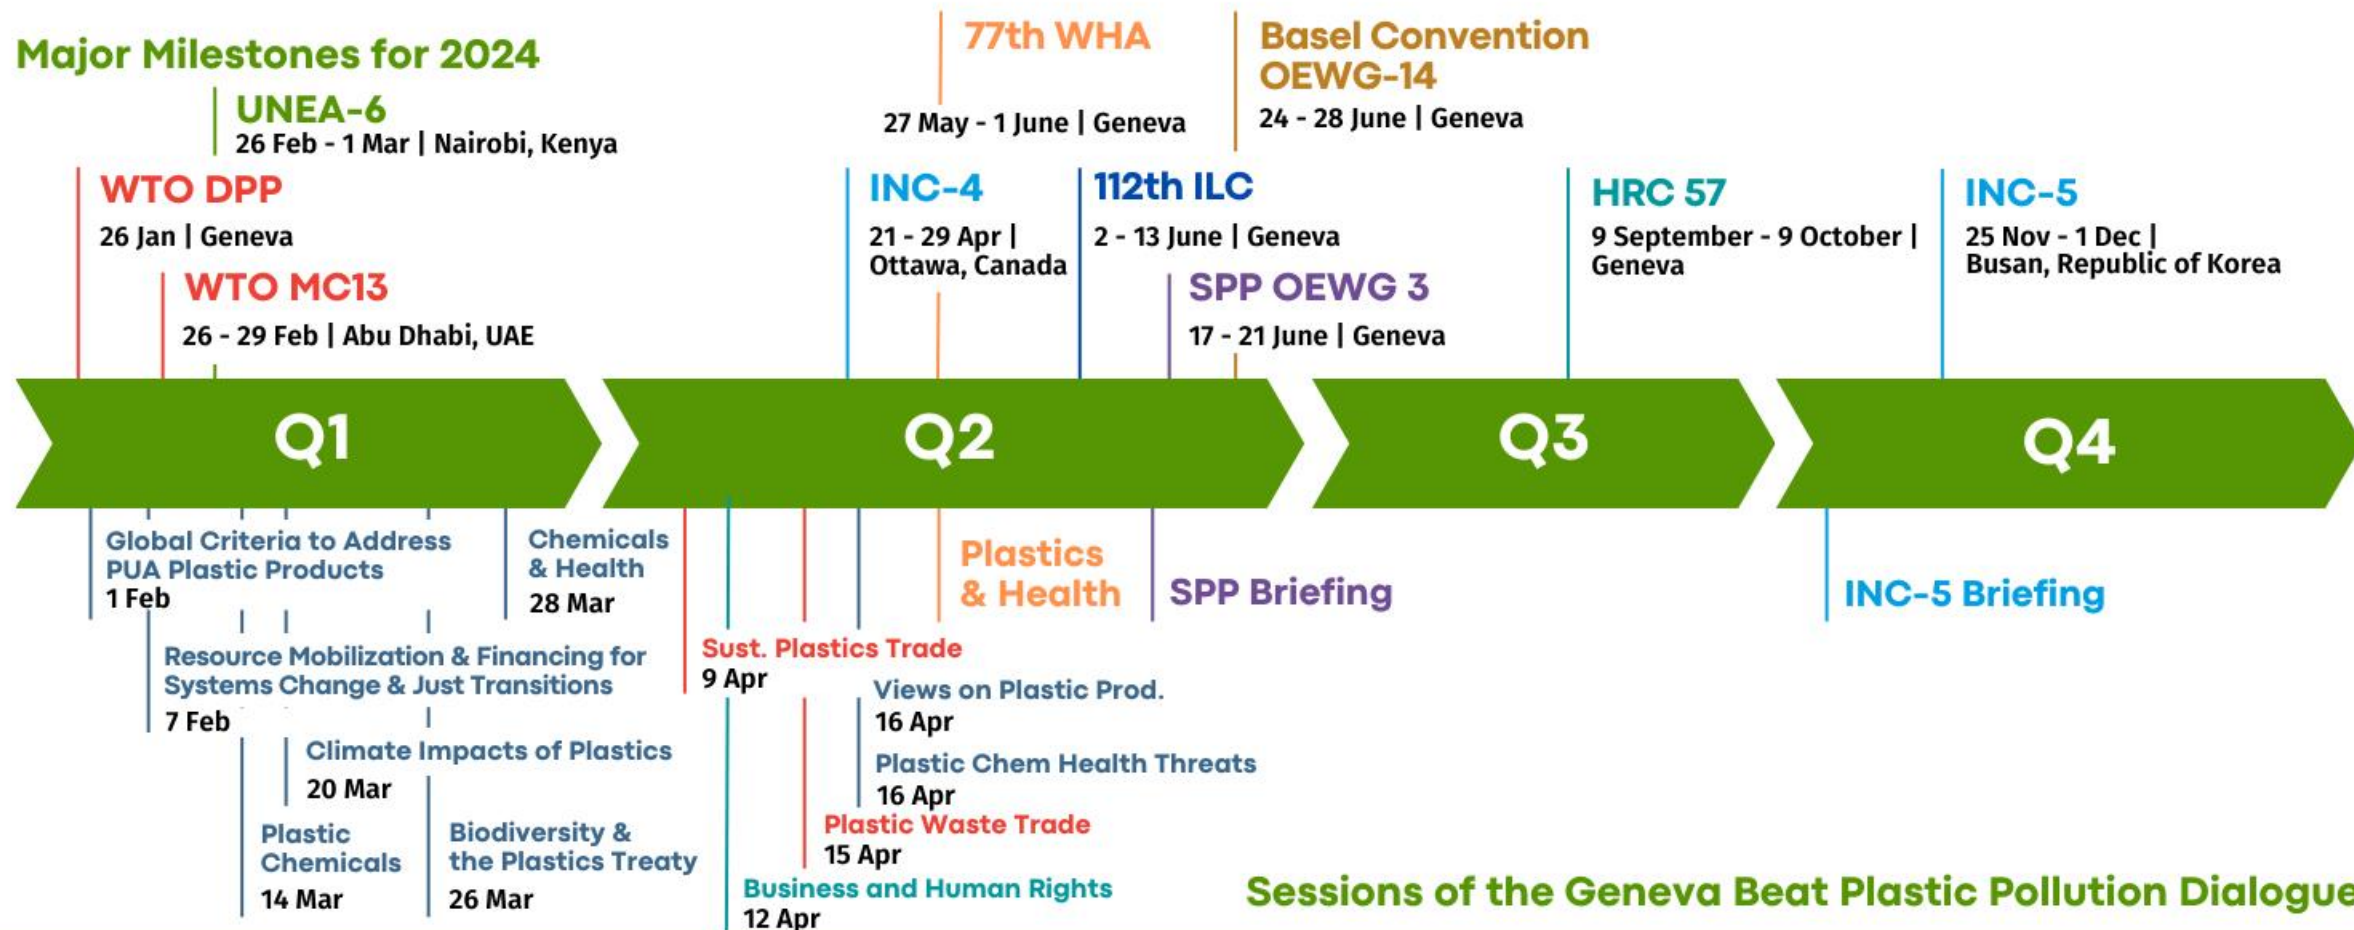 Major Milestones for 2024
UNEA-6
26 Feb - 1 Mar | Nairobi, Kenya
WTO DPP
26 Jan | Geneva
WTO MC13
26 - 29 Feb | Abu Dhabi, UAE
77th WHA
27 May - 1 June | Geneva
Basel Convention
OEWG-14
24 - 28 June | Geneva
INC-4
21 - 29 Apr |
Ottawa, Canada
112th ILC
2 - 13 June | Geneva
SPP OEWG 3
17 - 21 June | Geneva
HRC 57
9 September - 9 October |
Geneva
INC-5
25 Nov - 1 Dec |
Busan, Republic of Korea
Q1
Q2
Q3
Q4
Global Criteria to Address
PUA Plastic Products
1 Feb
Chemicals
& Health
28 Mar
Resource Mobilization & Financing for
Systems Change & Just Transitions
7 Feb
Climate Impacts of Plastics
20 Mar
Plastic
Chemicals
14 Mar
Biodiversity &
the Plastics Treaty
26 Mar
Plastics
& Health
SPP Briefing
INC-5 Briefing
Sust. Plastics Trade
9 Apr
Views on Plastic Prod.
16 Apr
Plastic Chem Health Threats
16 Apr
Plastic Waste Trade
15 Apr
Business and Human Rights
12 Apr
Sessions of the Geneva Beat Plastic Pollution Dialogue